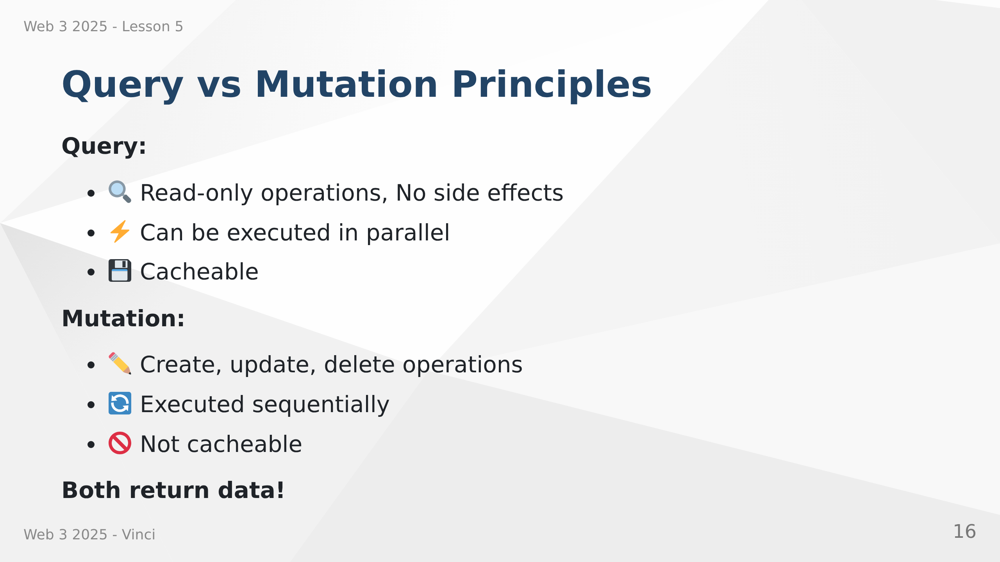 Web 3 2025 - Lesson 5
Query vs Mutation Principles
Query:
• 🔍 Read-only operations, No side effects
• ⚡ Can be executed in parallel
• 💾 Cacheable
Mutation:
• ✏️ Create, update, delete operations
• 🔄 Executed sequentially
• 🚫 Not cacheable
Both return data!
Web 3 2025 - Vinci
16